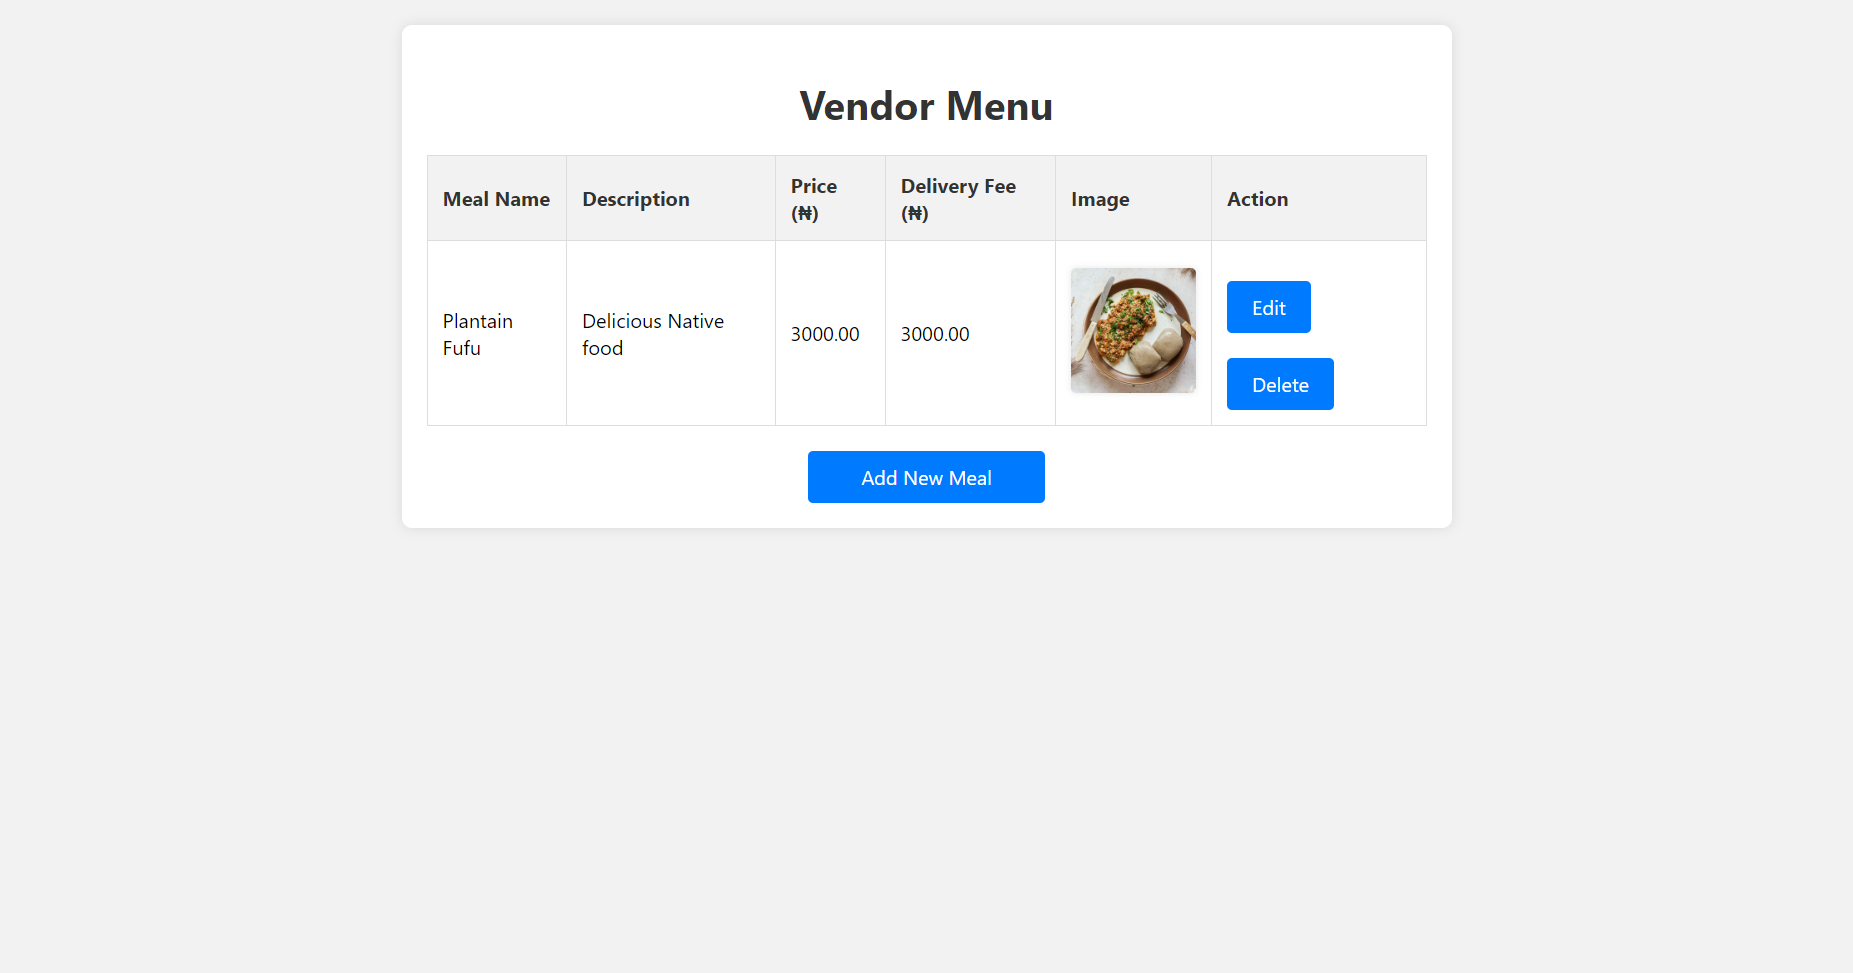 Vendor Menu
Meal Name
Description
Price
(₦)
Delivery Fee
(₦)
Image
Action
Plantain
Fufu
Delicious Native
food
3000.00
3000.00
Edit
Delete
Add New Meal